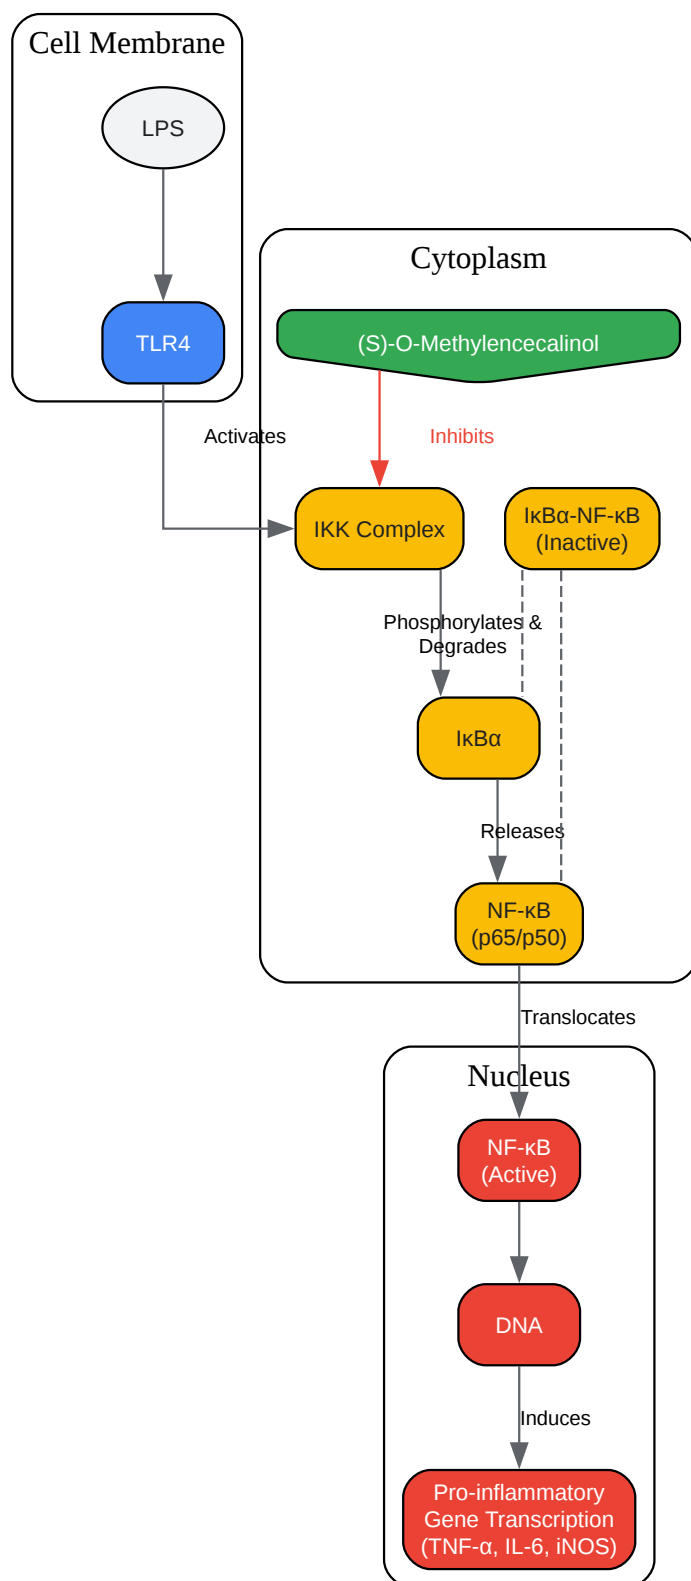 Cell Membrane
LPS
TLR4
Cytoplasm
(S)-O-Methylencecalinol
Activates
Inhibits
IKK Complex
IκBα-NF-κB
(Inactive)
Phosphorylates &
Degrades
IκBα
Releases
NF-κB
(p65/p50)
Translocates
Nucleus
NF-κB
(Active)
DNA
Induces
Pro-inflammatory
Gene Transcription
(TNF-α, IL-6, iNOS)